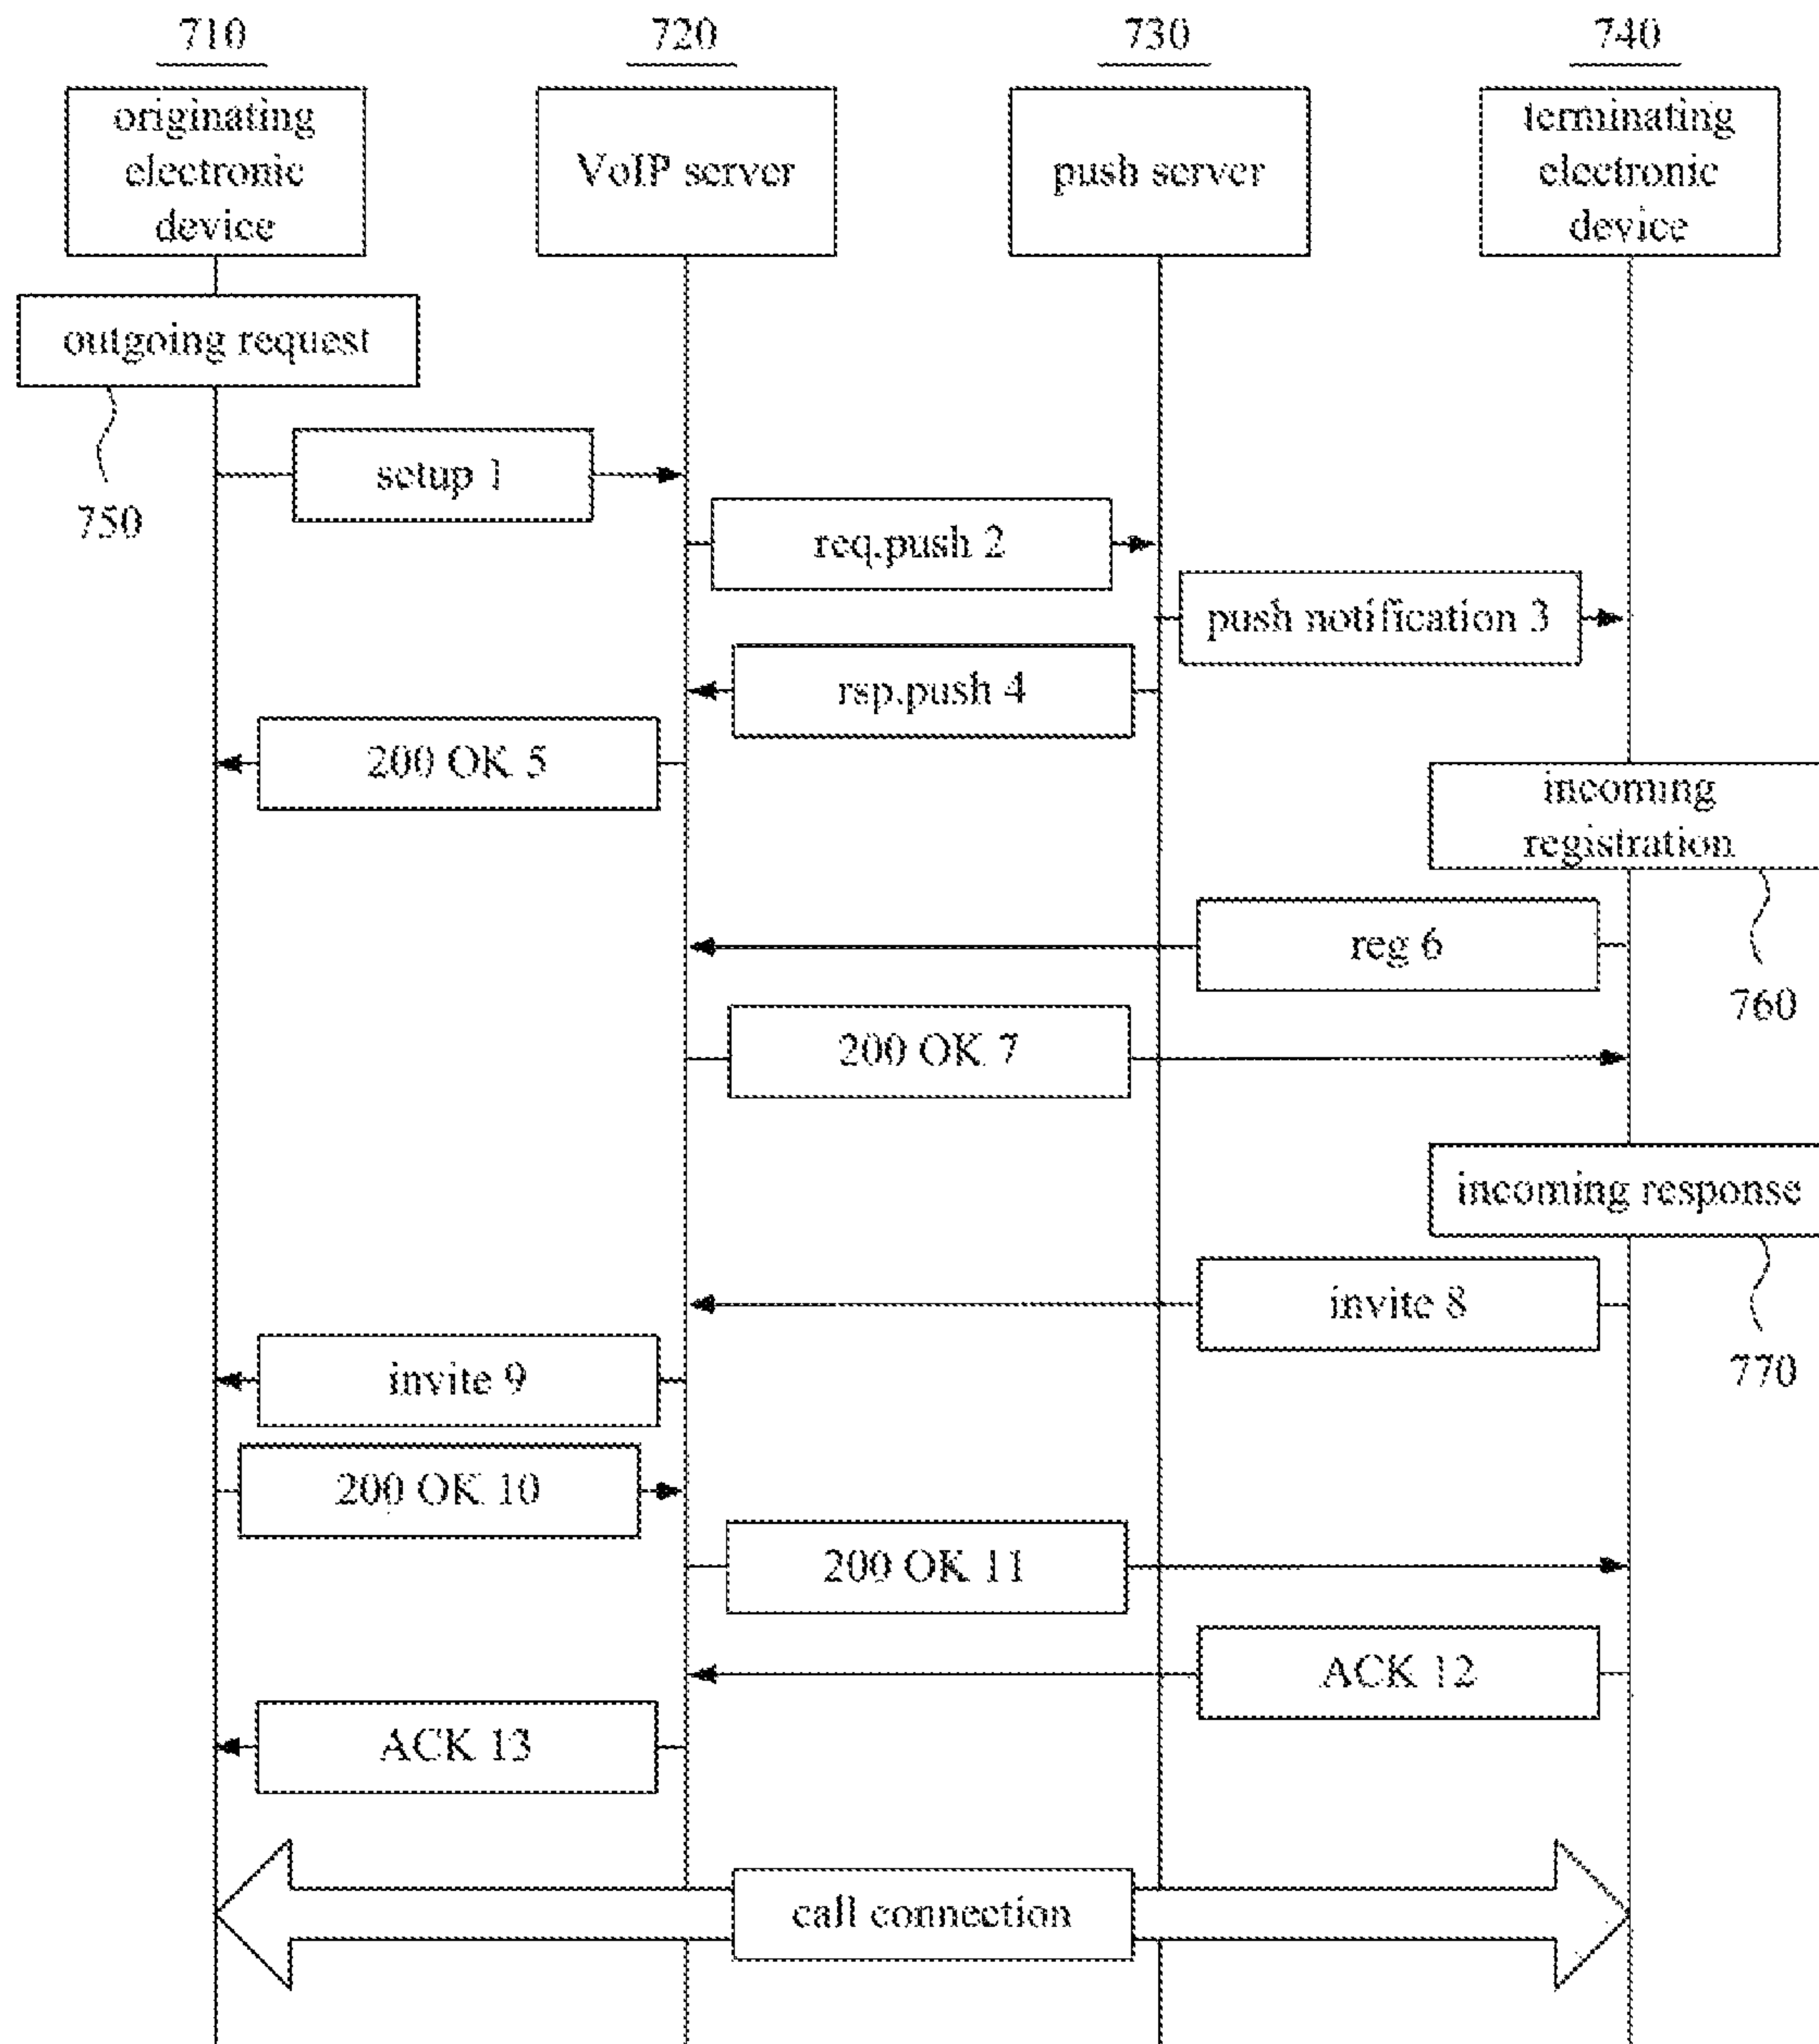 710
720
730
740
originating
electronic
device
VoIP server
push server
terminating
electronic
device
outgoing request
750
setup 1
req.push 2
push notification 3
rsp.push 4
200 OK 5
incoming
registration
760
reg 6
200 OK 7
incoming response
770
invite 8
invite 9
200 OK 10
200 OK 11
ACK 12
ACK 13
call connection